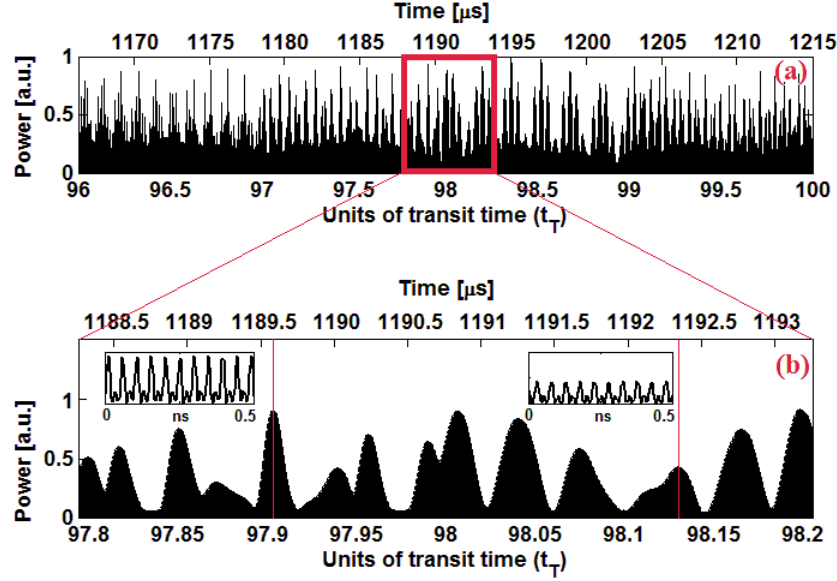 Time [μs]
1170 1175 1180 1185 1190 1195 1200 1205 1210 1215
1
(a)
Power [a.u.]
0.5
0
96 96.5 97 97.5 98 98.5 99 99.5 100
Units of transit time (t_T)
Time [μs]
1188.5 1189 1189.5 1190 1190.5 1191 1191.5 1192 1192.5 1193
(b)
0 ns 0.5
0 ns 0.5
1
Power [a.u.]
0.5
0
97.8 97.85 97.9 97.95 98 98.05 98.1 98.15 98.2
Units of transit time (t_T)